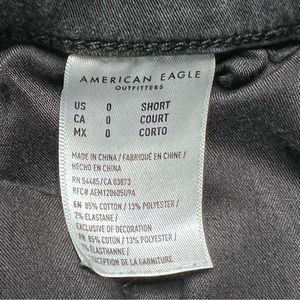 AMERICAN EAGLE
OUTFITTERS
US 0 SHORT
CA 0 COURT
MX 0 CORTO
MADE IN CHINA / FABRIQUÉ EN CHINE /
HECHO EN CHINA
RN 54485 / CA 03873
RFC# AEM120605U9A
EN 85% COTTON / 13% POLYESTER /
2% ELASTANE /
EXCLUSIVE OF DECORATION
FR 85% COTON / 13% POLYESTER /
2% ÉLASTHANNE /
EXCEPTION DE LA GARNITURE